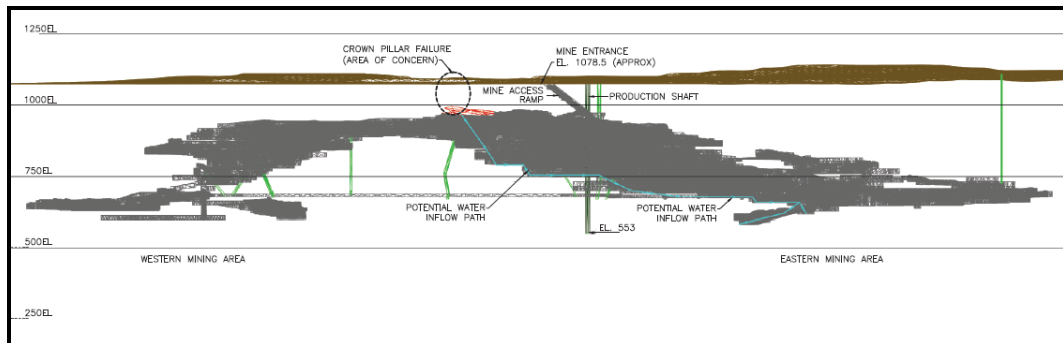 1250EL
CROWN PILLAR FAILURE
(AREA OF CONCERN)
MINE ENTRANCE
EL. 1078.5 (APPROX)
MINE ACCESS
RAMP
PRODUCTION SHAFT
1000EL
750EL
POTENTIAL WATER
INFLOW PATH
POTENTIAL WATER
INFLOW PATH
EL. 553
500EL
WESTERN MINING AREA
EASTERN MINING AREA
250EL